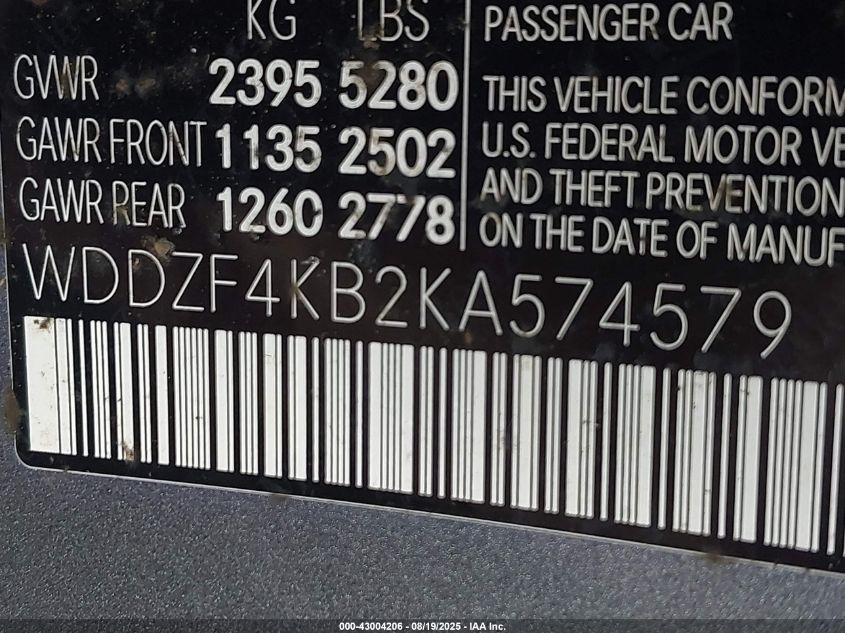 KG LBS
GVWR 2395 5280
GAWR FRONT 1135 2502
GAWR REAR 1260 2778
PASSENGER CAR
THIS VEHICLE CONFORM
U.S. FEDERAL MOTOR VE
AND THEFT PREVENTION
ON THE DATE OF MANUF
WDDZF4KB2KA574579
000-43004206 - 08/19/2025 - IAA Inc.